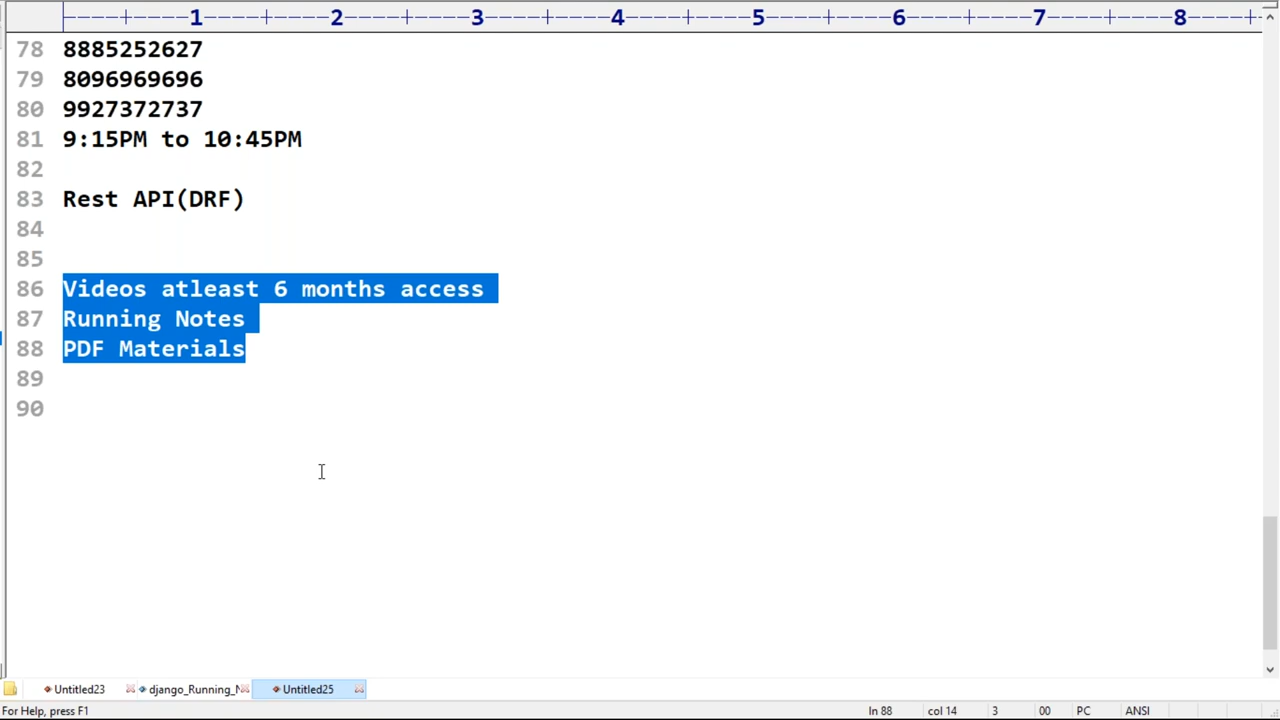 1 2 3 4 5 6 7 8
78 8885252627
79 8096969696
80 9927372737
81 9:15PM to 10:45PM
82
83 Rest API(DRF)
84
85
86 Videos atleast 6 months access
87 Running Notes
88 PDF Materials
89
90
Untitled23 django_Running_N Untitled25
For Help, press F1 ln 88 col 14 3 00 PC ANSI